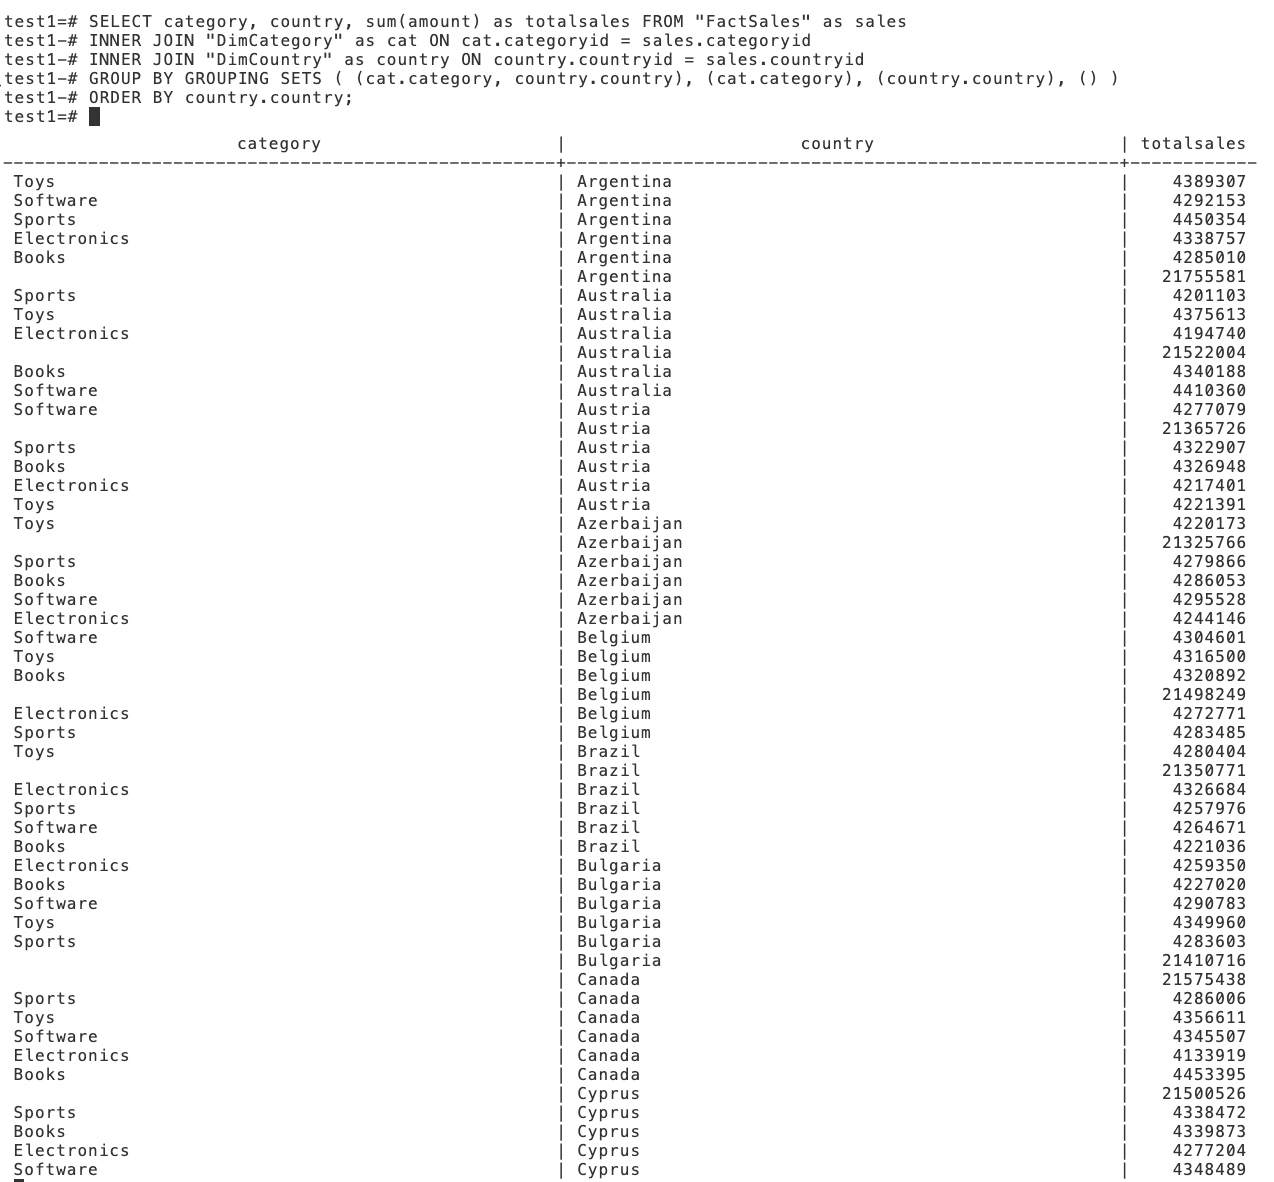 test1=# SELECT category, country, sum(amount) as totalsales FROM "FactSales" as sales
test1-# INNER JOIN "DimCategory" as cat ON cat.categoryid = sales.categoryid
test1-# INNER JOIN "DimCountry" as country ON country.countryid = sales.countryid
test1-# GROUP BY GROUPING SETS ( (cat.category, country.country), (cat.category), (country.country), () )
test1-# ORDER BY country.country;
test1=#
category | country | totalsales
Toys | Argentina | 4389307
Software | Argentina | 4292153
Sports | Argentina | 4450354
Electronics | Argentina | 4338757
Books | Argentina | 4285010
| Argentina | 21755581
Sports | Australia | 4201103
Toys | Australia | 4375613
Electronics | Australia | 4194740
| Australia | 21522004
Books | Australia | 4340188
Software | Australia | 4410360
Software | Austria | 4277079
| Austria | 21365726
Sports | Austria | 4322907
Books | Austria | 4326948
Electronics | Austria | 4217401
Toys | Austria | 4221391
Toys | Azerbaijan | 4220173
| Azerbaijan | 21325766
Sports | Azerbaijan | 4279866
Books | Azerbaijan | 4286053
Software | Azerbaijan | 4295528
Electronics | Azerbaijan | 4244146
Software | Belgium | 4304601
Toys | Belgium | 4316500
Books | Belgium | 4320892
| Belgium | 21498249
Electronics | Belgium | 4272771
Sports | Belgium | 4283485
Toys | Brazil | 4280404
| Brazil | 21350771
Electronics | Brazil | 4326684
Sports | Brazil | 4257976
Software | Brazil | 4264671
Books | Brazil | 4221036
Electronics | Bulgaria | 4259350
Books | Bulgaria | 4227020
Software | Bulgaria | 4290783
Toys | Bulgaria | 4349960
Sports | Bulgaria | 4283603
| Bulgaria | 21410716
| Canada | 21575438
Sports | Canada | 4286006
Toys | Canada | 4356611
Software | Canada | 4345507
Electronics | Canada | 4133919
Books | Canada | 4453395
| Cyprus | 21500526
Sports | Cyprus | 4338472
Books | Cyprus | 4339873
Electronics | Cyprus | 4277204
Software | Cyprus | 4348489